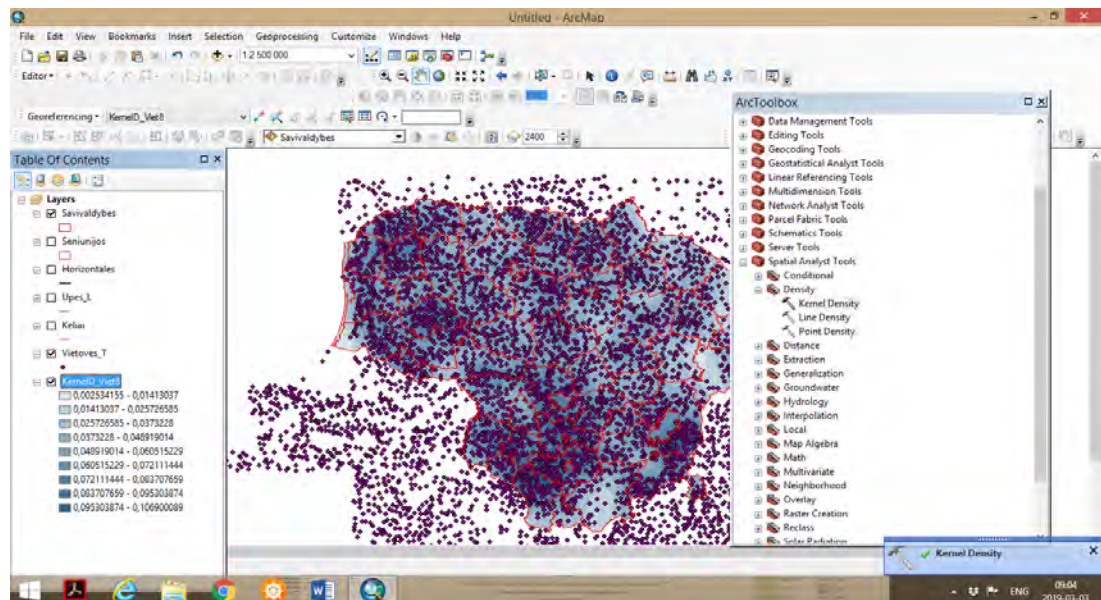 Untitled - ArcMap
File Edit View Bookmarks Insert Selection Geoprocessing Customize Windows Help
1:2 500 000
Editor
Georeferencing KernelD_Viet8
Savivaldybes 2400
Table Of Contents
Layers
Savivaldybes
Seniunijos
Horizontales
Upes_L
Keliai
Vietoves_T
KernelD_Viet8
0,002534155 - 0,01413037
0,01413037 - 0,025726585
0,025726585 - 0,0373228
0,0373228 - 0,048919014
0,048919014 - 0,060515229
0,060515229 - 0,072111444
0,072111444 - 0,083707659
0,083707659 - 0,095303874
0,095303874 - 0,106900089
ArcToolbox
Data Management Tools
Editing Tools
Geocoding Tools
Geostatistical Analyst Tools
Linear Referencing Tools
Multidimension Tools
Network Analyst Tools
Parcel Fabric Tools
Schematics Tools
Server Tools
Spatial Analyst Tools
Conditional
Density
Kernel Density
Line Density
Point Density
Distance
Extraction
Generalization
Groundwater
Hydrology
Interpolation
Local
Map Algebra
Math
Multivariate
Neighborhood
Overlay
Raster Creation
Reclass
Solar Radiation
Kernel Density
ENG
09:04
2019-03-03